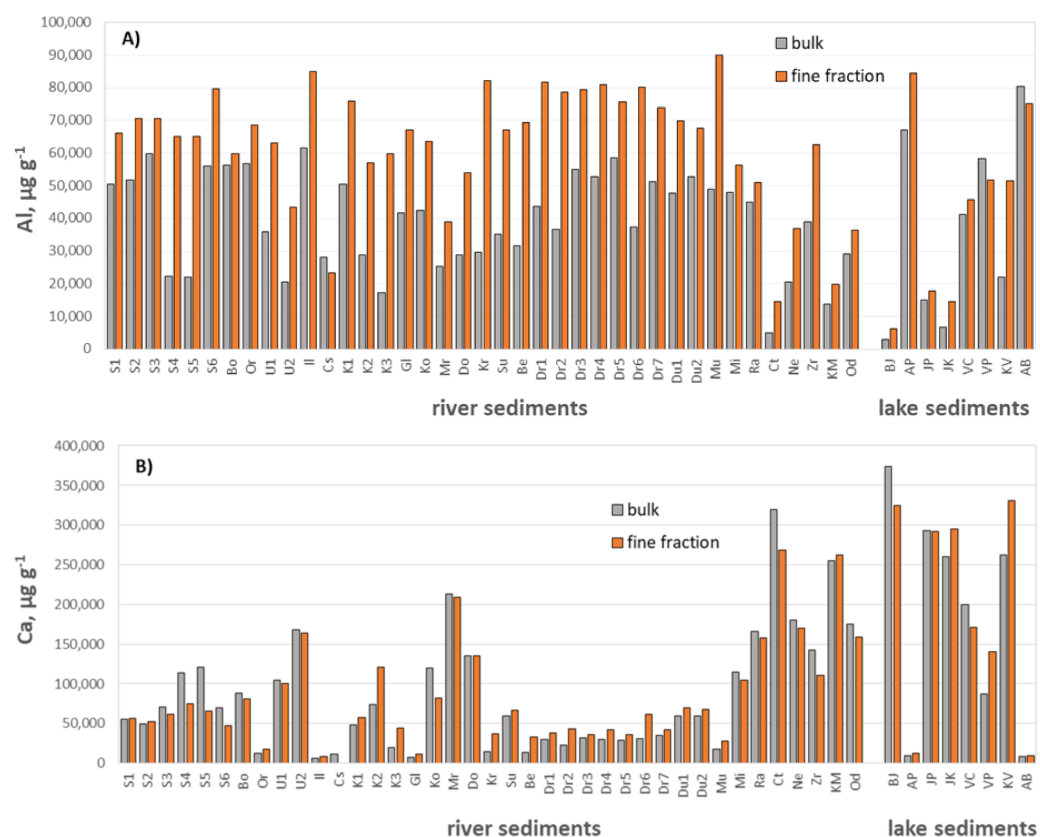 A)
bulk
fine fraction
Al, µg g-1
100,000
90,000
80,000
70,000
60,000
50,000
40,000
30,000
20,000
10,000
0
S1 S2 S3 S4 S5 S6 Bo Or U1 U2 Il Cs K1 K2 K3 Gl Ko Mr Do Kr Su Be Dr1 Dr2 Dr3 Dr4 Dr5 Dr6 Dr7 Du1 Du2 Mu Mi Ra Ct Ne Zr KM Od BJ AP JP JK VC VP KV AB
river sediments lake sediments
B)
bulk
fine fraction
Ca, µg g-1
400,000
350,000
300,000
250,000
200,000
150,000
100,000
50,000
0
S1 S2 S3 S4 S5 S6 Bo Or U1 U2 Il Cs K1 K2 K3 Gl Ko Mr Do Kr Su Be Dr1 Dr2 Dr3 Dr4 Dr5 Dr6 Dr7 Du1 Du2 Mu Mi Ra Ct Ne Zr KM Od BJ AP JP JK VC VP KV AB
river sediments lake sediments